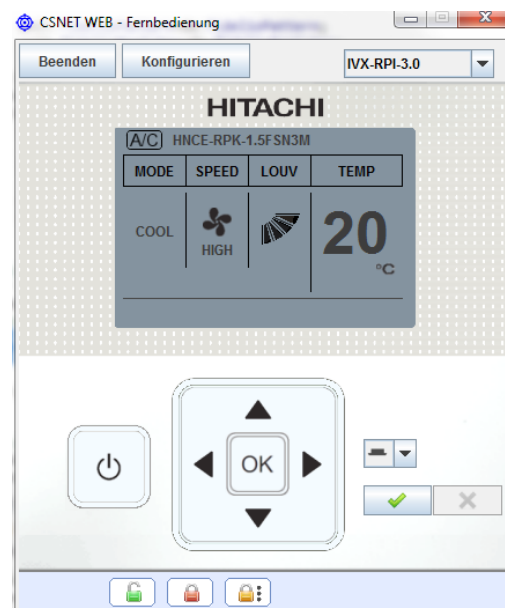 CSNET WEB - Fernbedienung
Beenden Konfigurieren IVX-RPI-3.0
HITACHI
A/C HNCE-RPK-1.5FSN3M
MODE SPEED LOUV TEMP
COOL HIGH 20 °C
OK